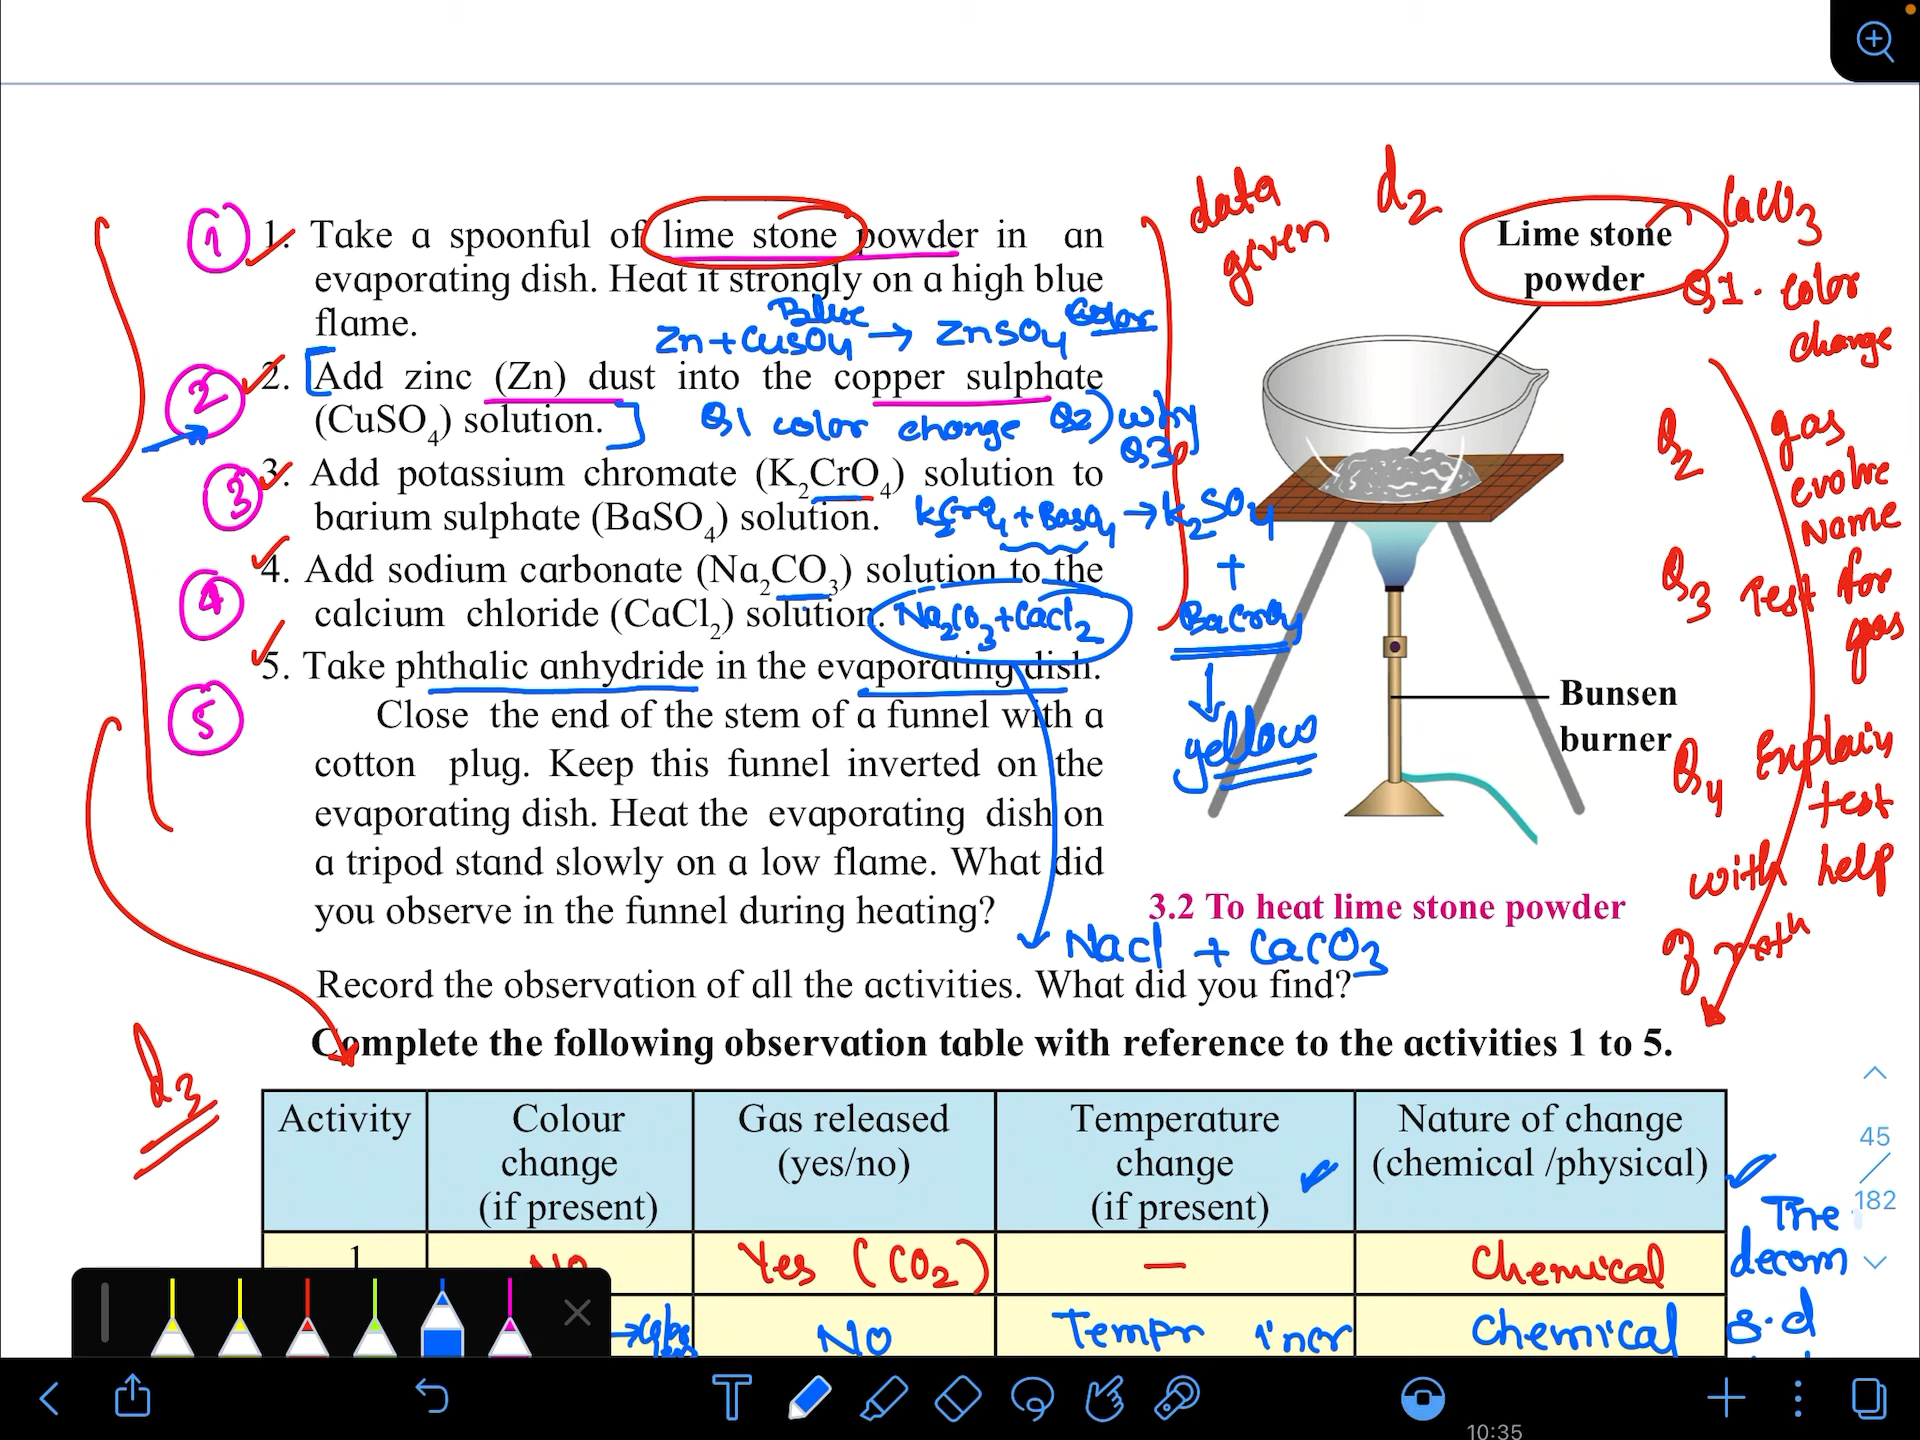 data
given
d2
1. Take a spoonful of lime stone powder in an
evaporating dish. Heat it strongly on a high blue
flame.
Blue
Zn + CuSO4 → ZnSO4
2. Add zinc (Zn) dust into the copper sulphate
(CuSO4) solution.
Q1 color change Q2) why
Q3
3. Add potassium chromate (K2CrO4) solution to
barium sulphate (BaSO4) solution.
+ BaSO4 → K2SO4
+
BaCrO4
yellow
4. Add sodium carbonate (Na2CO3) solution to the
calcium chloride (CaCl2) solution.
Na2CO3 + CaCl2
5. Take phthalic anhydride in the evaporating dish.
Close the end of the stem of a funnel with a
cotton plug. Keep this funnel inverted on the
evaporating dish. Heat the evaporating dish on
a tripod stand slowly on a low flame. What did
you observe in the funnel during heating?
NaCl + CaCO3
1
2
3
4
5
Lime stone
powder
CaCO3
Q1. color
change
Q2 gas
evolve
Name
Q3 Test for
gas
Bunsen
burner
Q4 Explain
test
with help
3.2 To heat lime stone powder
Record the observation of all the activities. What did you find?
Complete the following observation table with reference to the activities 1 to 5.
Activity
Colour
change
(if present)
Gas released
(yes/no)
Temperature
change
(if present)
Nature of change
(chemical /physical)
1
No
Yes (CO2)
—
Chemical
No
Tempr incr
Chemical
The
decom
45
182
T
10:35